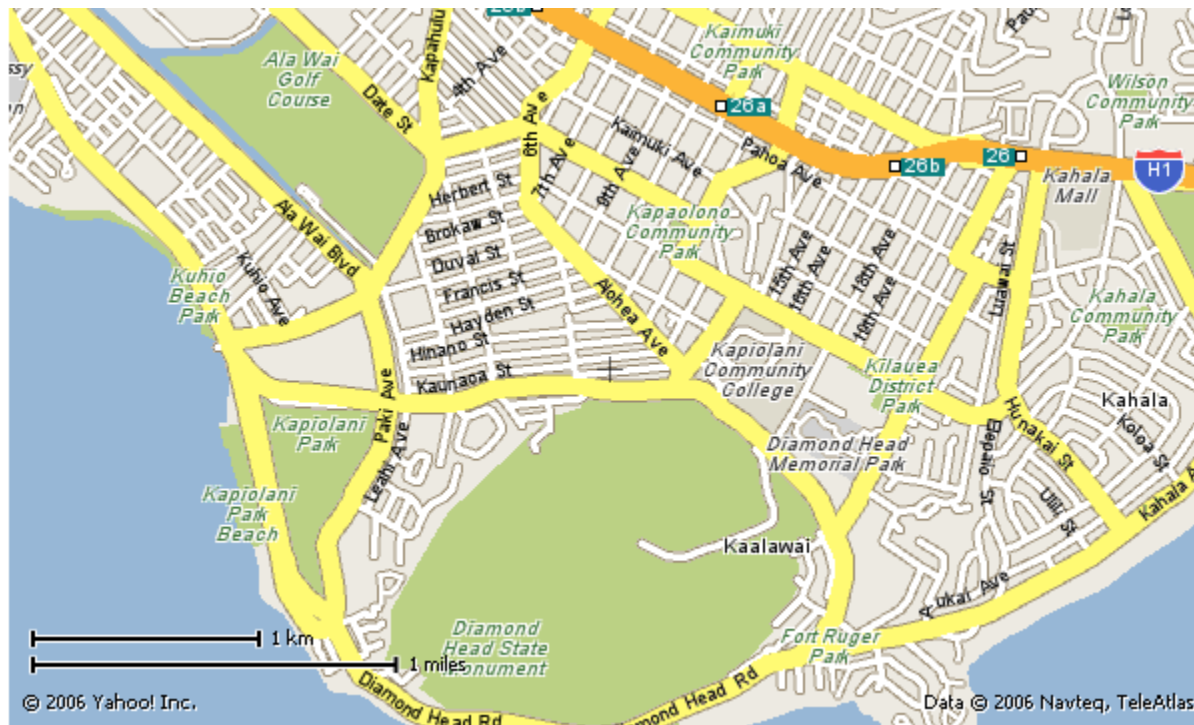 26b
Kaimuki
Community
Park
Ala Wai
Golf
Course
Kapahulu
4th Ave
Wilson
Community
Park
Date St
6th Ave
26a
Kaimuki Ave
Pahoa Ave
26b
26
H1
Kahala
Mall
7th Ave
9th Ave
Herbert St
Brokaw St
Duval St
Francis St
Hayden St
Hinano St
Kaunaoa St
Ala Wai Blvd
Kapaolono
Community
Park
15th Ave
16th Ave
18th Ave
19th Ave
Kuhio
Beach
Park
Kuhio Ave
Alohea Ave
Kahala
Community
Park
Kapiolani
Community
College
Kilauea
District
Park
Kahala
Koloa St
Hunakai St
Kapiolani
Park
Paki Ave
Leahi Ave
Diamond Head
Memorial Park
Elepaio St
Kahala A
Kapiolani
Park
Beach
Kaalawai
Aukai Ave
Diamond
Head State
Monument
Fort Ruger
Park
1 km
1 miles
Diamond Head Rd
mond Head Rd
© 2006 Yahoo! Inc.
Data © 2006 Navteq, TeleAtlas